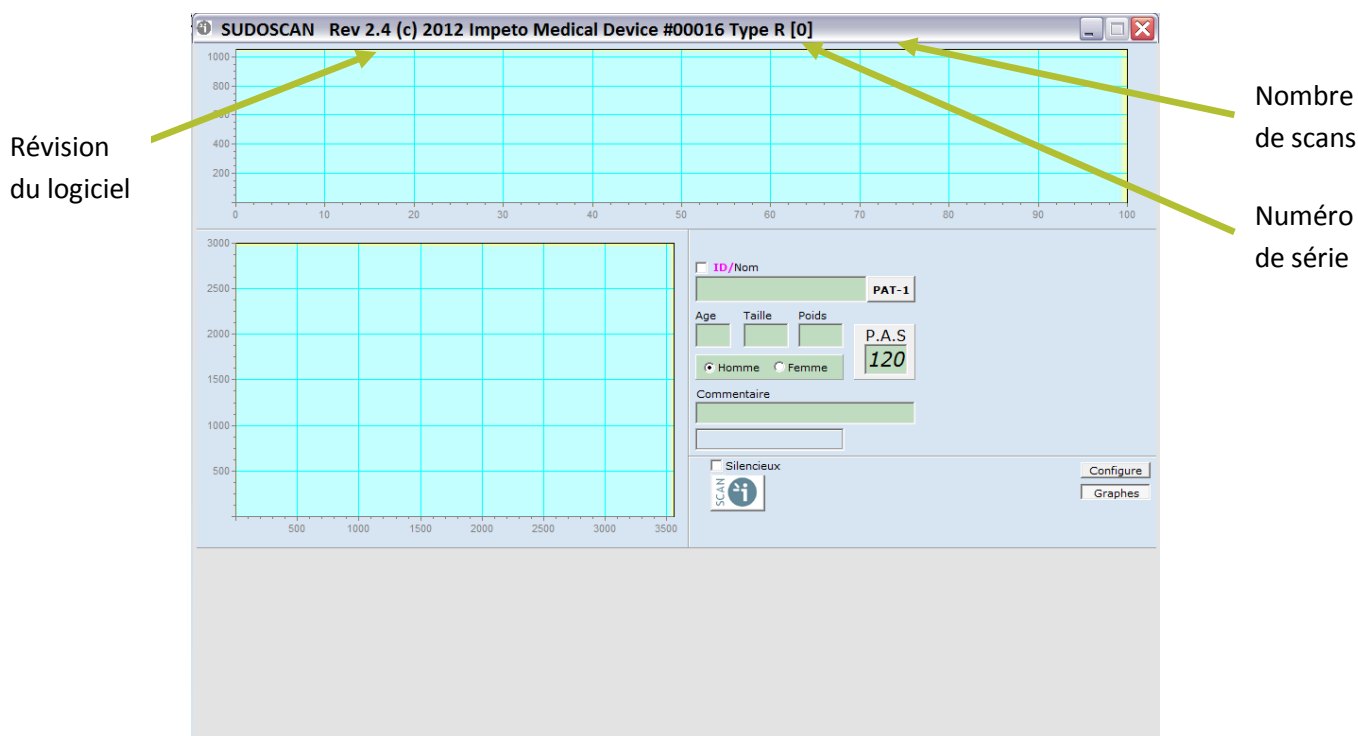 SUDOSCAN Rev 2.4 (c) 2012 Impeto Medical Device #00016 Type R [0]
1000
800
400
200
0 10 20 30 40 50 60 70 80 90 100
Révision
du logiciel
Nombre
de scans
Numéro
de série
3000
2500
2000
1500
1000
500
500 1000 1500 2000 2500 3000 3500
ID/Nom
PAT-1
Age Taille Poids
P.A.S
120
Homme Femme
Commentaire
Silencieux
SCAN
Configure
Graphes